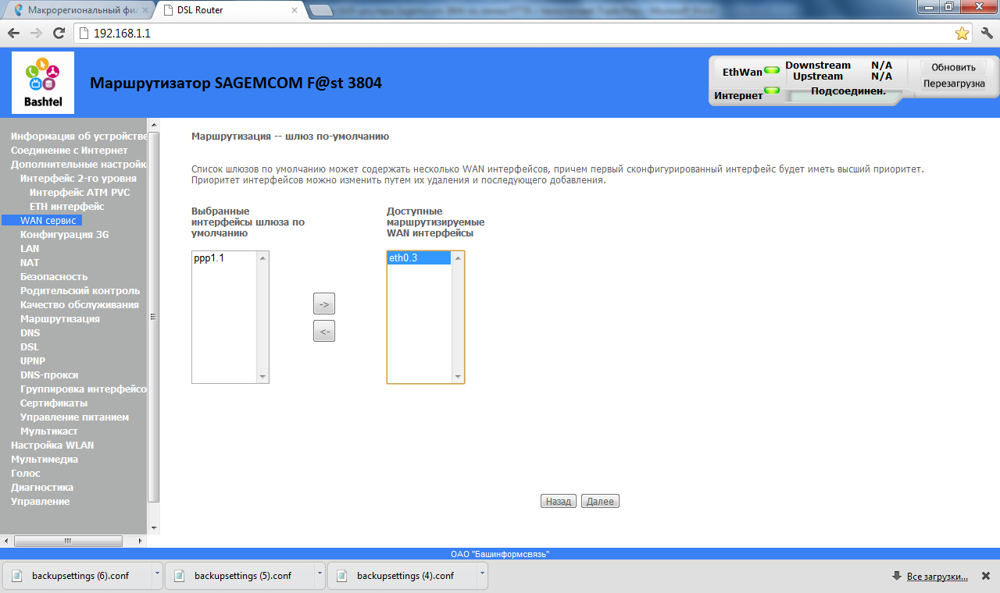 Макрорегиональный фил
DSL Router
192.168.1.1
Bashtel
Маршрутизатор SAGEMCOM F@st 3804
EthWan
Downstream N/A
Upstream N/A
Интернет
Подсоединен.
Обновить
Перезагрузка
Информация об устройстве
Соединение с Интернет
Дополнительные настройк
Интерфейс 2-го уровня
Интерфейс ATM PVC
ETH интерфейс
WAN сервис
Конфигурация 3G
LAN
NAT
Безопасность
Родительский контроль
Качество обслуживания
Маршрутизация
DNS
DSL
UPNP
DNS-прокси
Группировка интерфейсо
Сертификаты
Управление питанием
Мультикаст
Настройка WLAN
Мультимедиа
Голос
Диагностика
Управление
Маршрутизация -- шлюз по-умолчанию
Список шлюзов по умолчанию может содержать несколько WAN интерфейсов, причем первый сконфигурированный интерфейс будет иметь высший приоритет.
Приоритет интерфейсов можно изменить путем их удаления и последующего добавления.
Выбранные
интерфейсы шлюза по
умолчанию
Доступные
маршрутизируемые
WAN интерфейсы
ppp1.1
eth0.3
->
<-
Назад
Далее
ОАО "Башинформсвязь"
backupsettings (6).conf
backupsettings (5).conf
backupsettings (4).conf
Все загрузки...